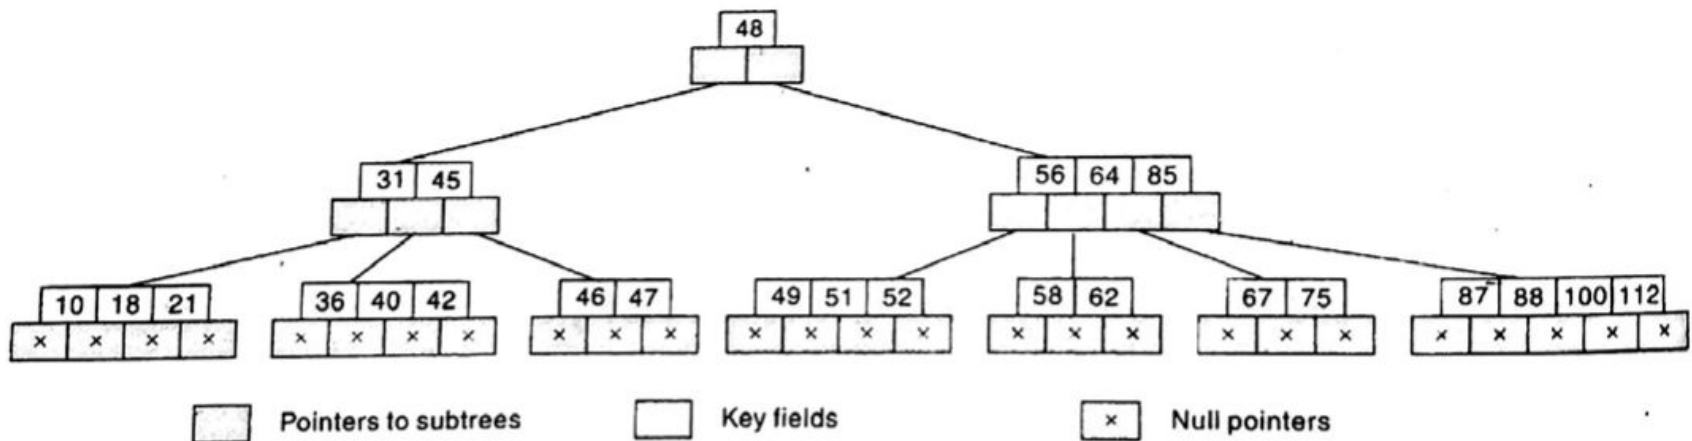 48
31 45
56 64 85
10 18 21
36 40 42
46 47
49 51 52
58 62
67 75
87 88 100 112
× × × ×
× × × ×
× × ×
× × × ×
× × ×
× × ×
× × × × ×
Pointers to subtrees
Key fields
× Null pointers